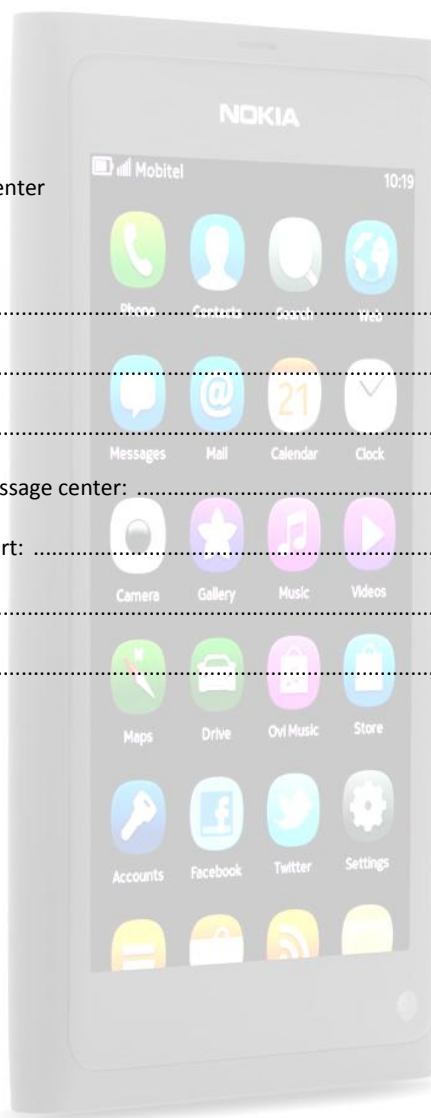 NOKIA
Mobitel 10:19
enter
Phone Contacts Search Web
................................................................
................................................................
Messages Mail Calendar Clock
@ 21
................................................................
ssage center: ................................................
rt: ................................................................
Camera Gallery Music Videos
................................................................
................................................................
Maps Drive Ovi Music Store
f
Accounts Facebook Twitter Settings